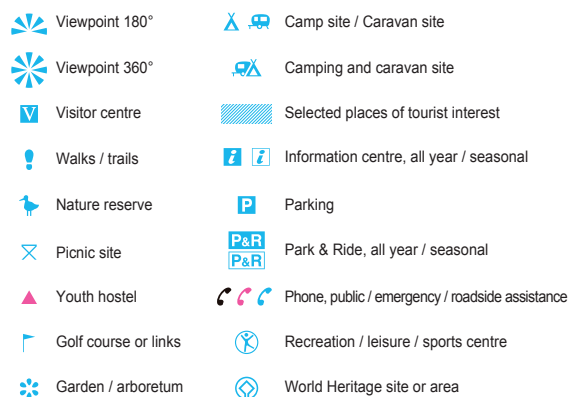 Viewpoint 180°
Camp site / Caravan site
Viewpoint 360°
Camping and caravan site
V
Visitor centre
Selected places of tourist interest
Walks / trails
i i
Information centre, all year / seasonal
Nature reserve
P
Parking
Picnic site
P&R
P&R
Park & Ride, all year / seasonal
Youth hostel
Phone, public / emergency / roadside assistance
Golf course or links
Recreation / leisure / sports centre
Garden / arboretum
World Heritage site or area